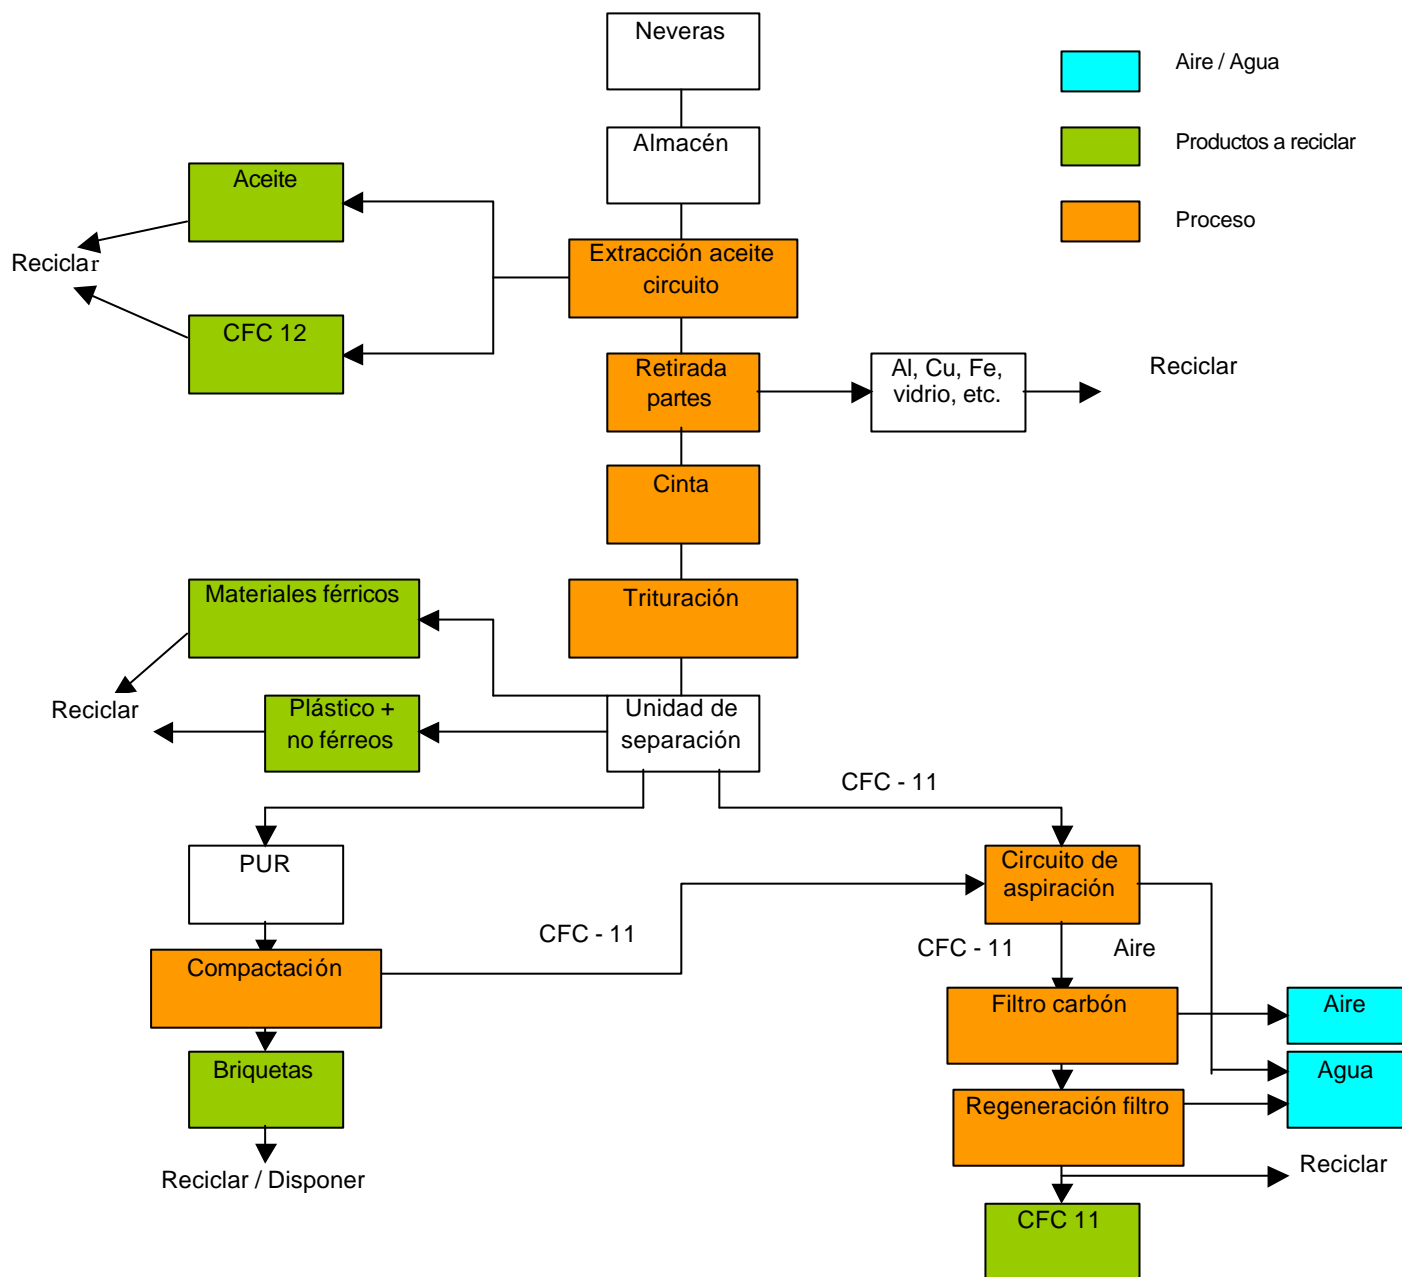 Neveras
Aire / Agua
Almacén
Productos a reciclar
Aceite
Proceso
Extracción aceite
circuito
Reciclar
CFC 12
Retirada
partes
Al, Cu, Fe,
vidrio, etc.
Reciclar
Cinta
Materiales férricos
Trituración
Reciclar
Plástico +
no férreos
Unidad de
separación
CFC - 11
PUR
Circuito de
aspiración
CFC - 11
CFC - 11
Aire
Compactación
Filtro carbón
Aire
Briquetas
Agua
Regeneración filtro
Reciclar / Disponer
Reciclar
CFC 11